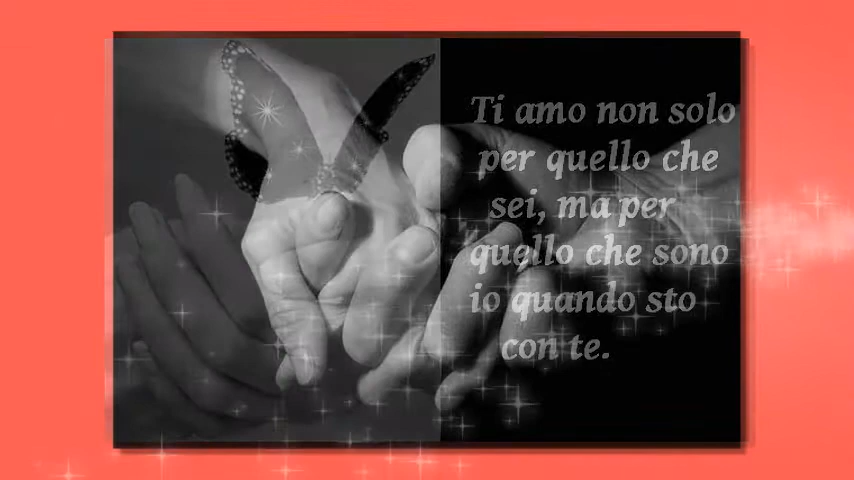 Ti amo non solo
per quello che
sei, ma per
quello che sono
io quando sto
con te.